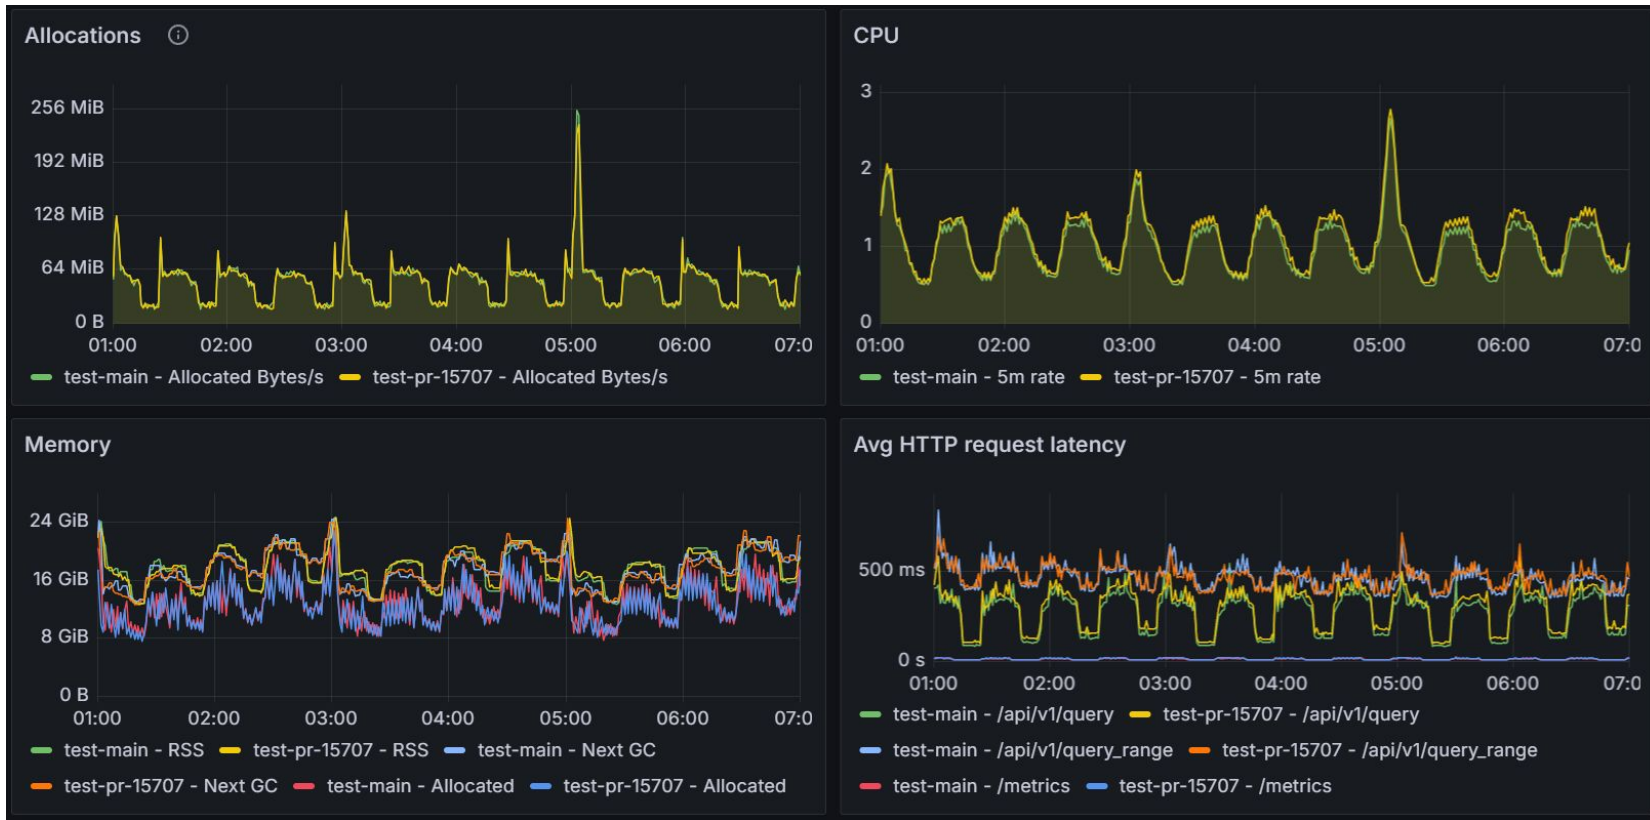 Allocations
256 MiB
192 MiB
128 MiB
64 MiB
0 B
01:00 02:00 03:00 04:00 05:00 06:00 07:0
test-main - Allocated Bytes/s test-pr-15707 - Allocated Bytes/s
CPU
3
2
1
0
01:00 02:00 03:00 04:00 05:00 06:00 07:0
test-main - 5m rate test-pr-15707 - 5m rate
Memory
24 GiB
16 GiB
8 GiB
0 B
01:00 02:00 03:00 04:00 05:00 06:00 07:0
test-main - RSS test-pr-15707 - RSS test-main - Next GC
test-pr-15707 - Next GC test-main - Allocated test-pr-15707 - Allocated
Avg HTTP request latency
500 ms
0 s
01:00 02:00 03:00 04:00 05:00 06:00 07:0
test-main - /api/v1/query test-pr-15707 - /api/v1/query
test-main - /api/v1/query_range test-pr-15707 - /api/v1/query_range
test-main - /metrics test-pr-15707 - /metrics